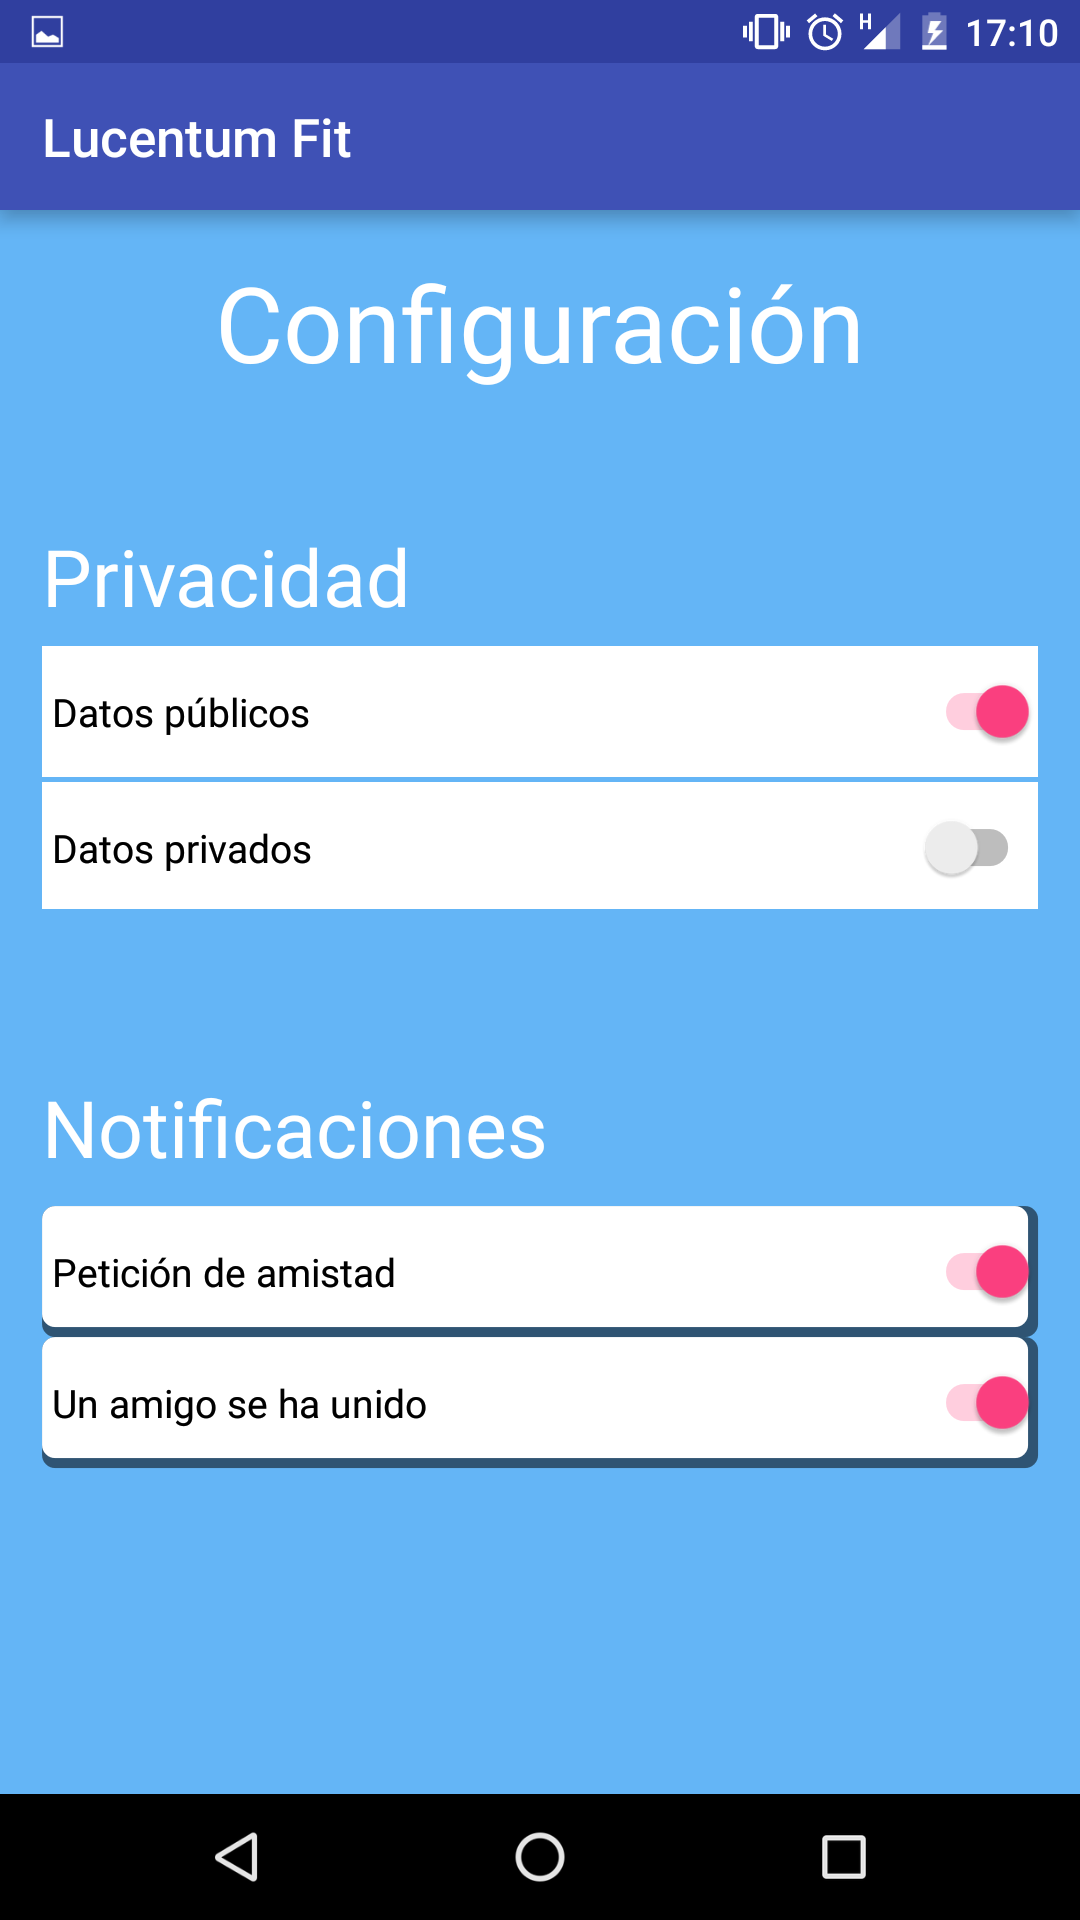 H 17:10
Lucentum Fit
Configuración
Privacidad
Datos públicos
Datos privados
Notificaciones
Petición de amistad
Un amigo se ha unido